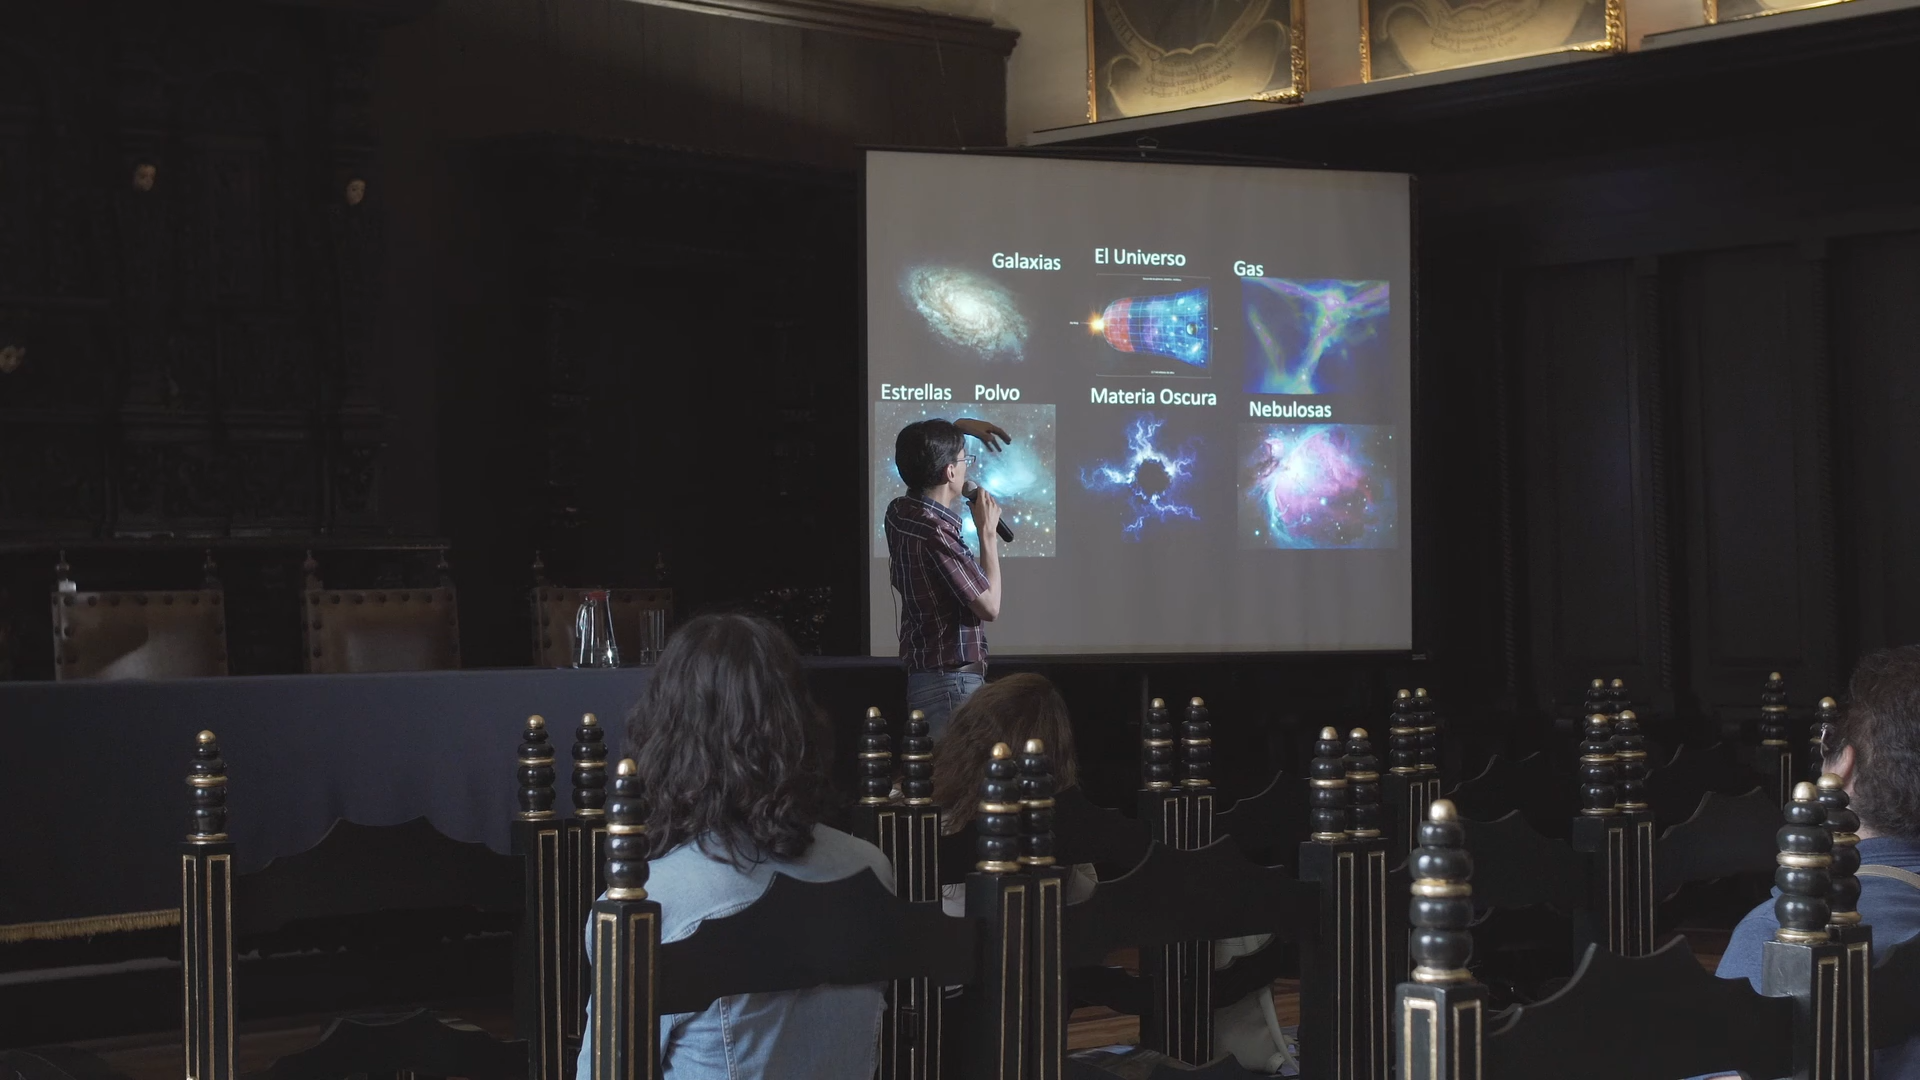 Galaxias
El Universo
Gas
Estrellas
Polvo
Materia Oscura
Nebulosas